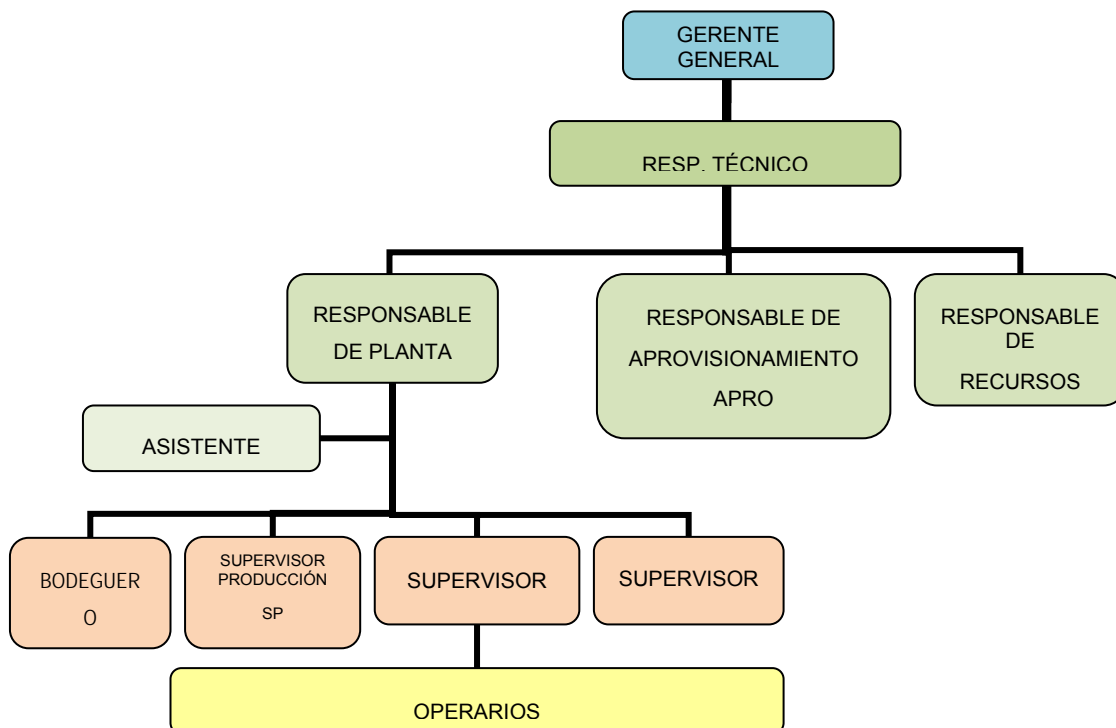 GERENTE
GENERAL
RESP. TÉCNICO
RESPONSABLE
DE PLANTA
RESPONSABLE DE
APROVISIONAMIENTO
APRO
RESPONSABLE
DE
RECURSOS
ASISTENTE
BODEGUER
O
SUPERVISOR
PRODUCCIÓN
SP
SUPERVISOR
SUPERVISOR
OPERARIOS